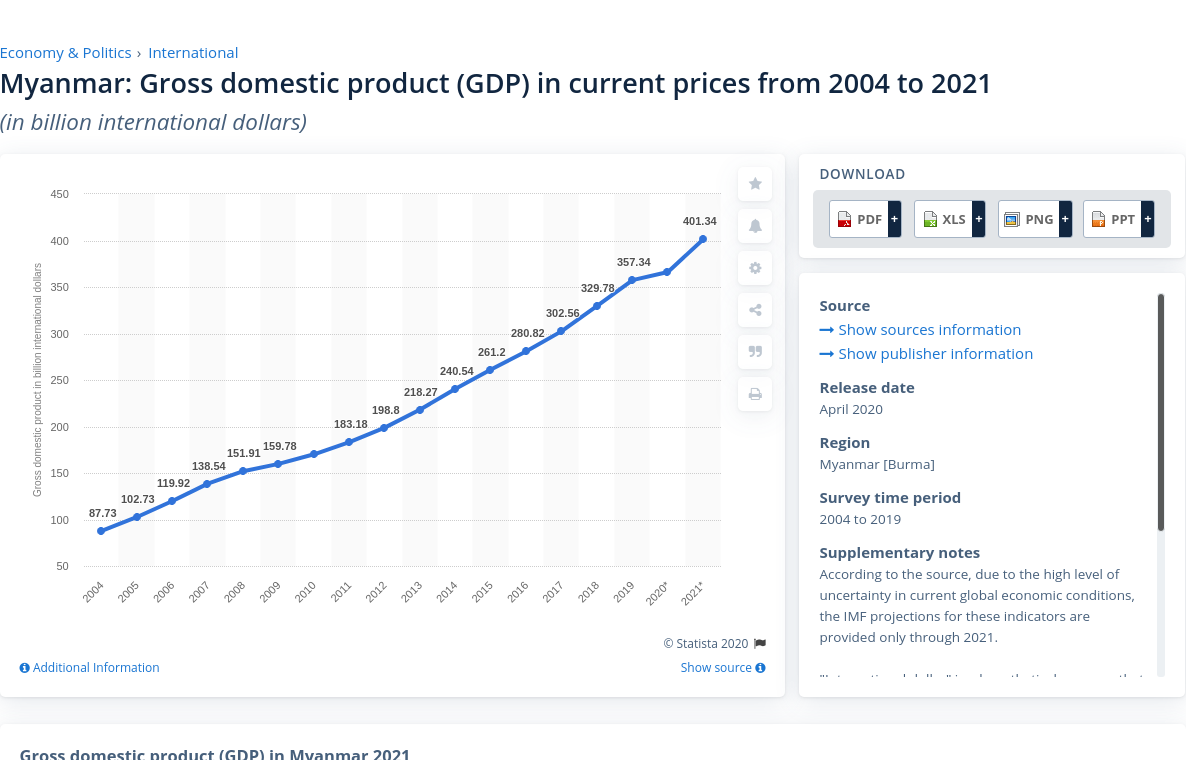 Economy & Politics › International
Myanmar: Gross domestic product (GDP) in current prices from 2004 to 2021
(in billion international dollars)
Gross domestic product in billion international dollars
450
400
350
300
250
200
150
100
50
87.73
102.73
119.92
138.54
151.91
159.78
183.18
198.8
218.27
240.54
261.2
280.82
302.56
329.78
357.34
401.34
2004
2005
2006
2007
2008
2009
2010
2011
2012
2013
2014
2015
2016
2017
2018
2019
2020*
2021*
© Statista 2020
Additional Information
Show source
DOWNLOAD
PDF + XLS + PNG + PPT +
Source
Show sources information
Show publisher information
Release date
April 2020
Region
Myanmar [Burma]
Survey time period
2004 to 2019
Supplementary notes
According to the source, due to the high level of
uncertainty in current global economic conditions,
the IMF projections for these indicators are
provided only through 2021.
Gross domestic product (GDP) in Myanmar 2021